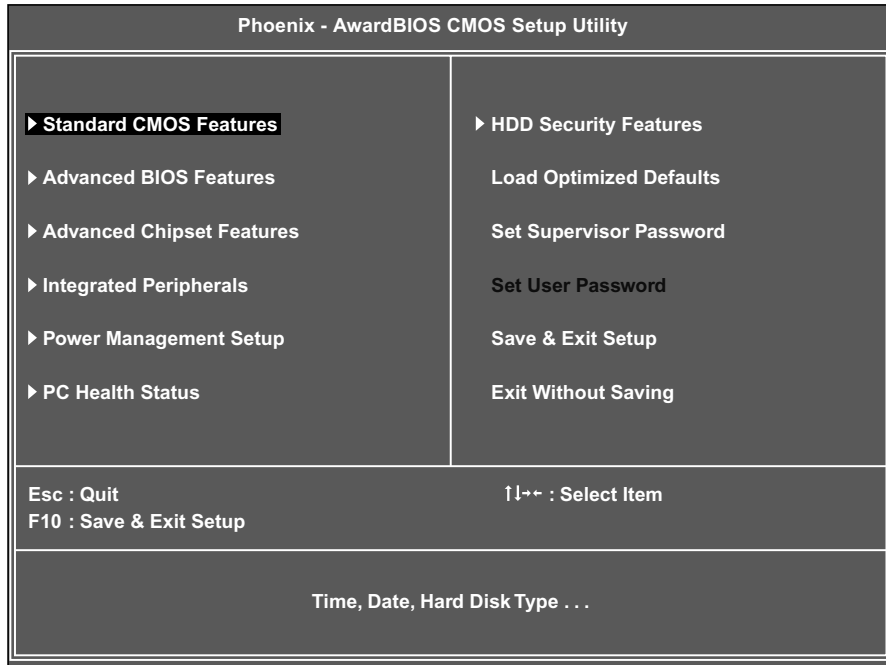 Phoenix - AwardBIOS CMOS Setup Utility
▶ Standard CMOS Features
▶ Advanced BIOS Features
▶ Advanced Chipset Features
▶ Integrated Peripherals
▶ Power Management Setup
▶ PC Health Status
▶ HDD Security Features
Load Optimized Defaults
Set Supervisor Password
Set User Password
Save & Exit Setup
Exit Without Saving
Esc : Quit
F10 : Save & Exit Setup
↑↓→← : Select Item
Time, Date, Hard Disk Type . . .